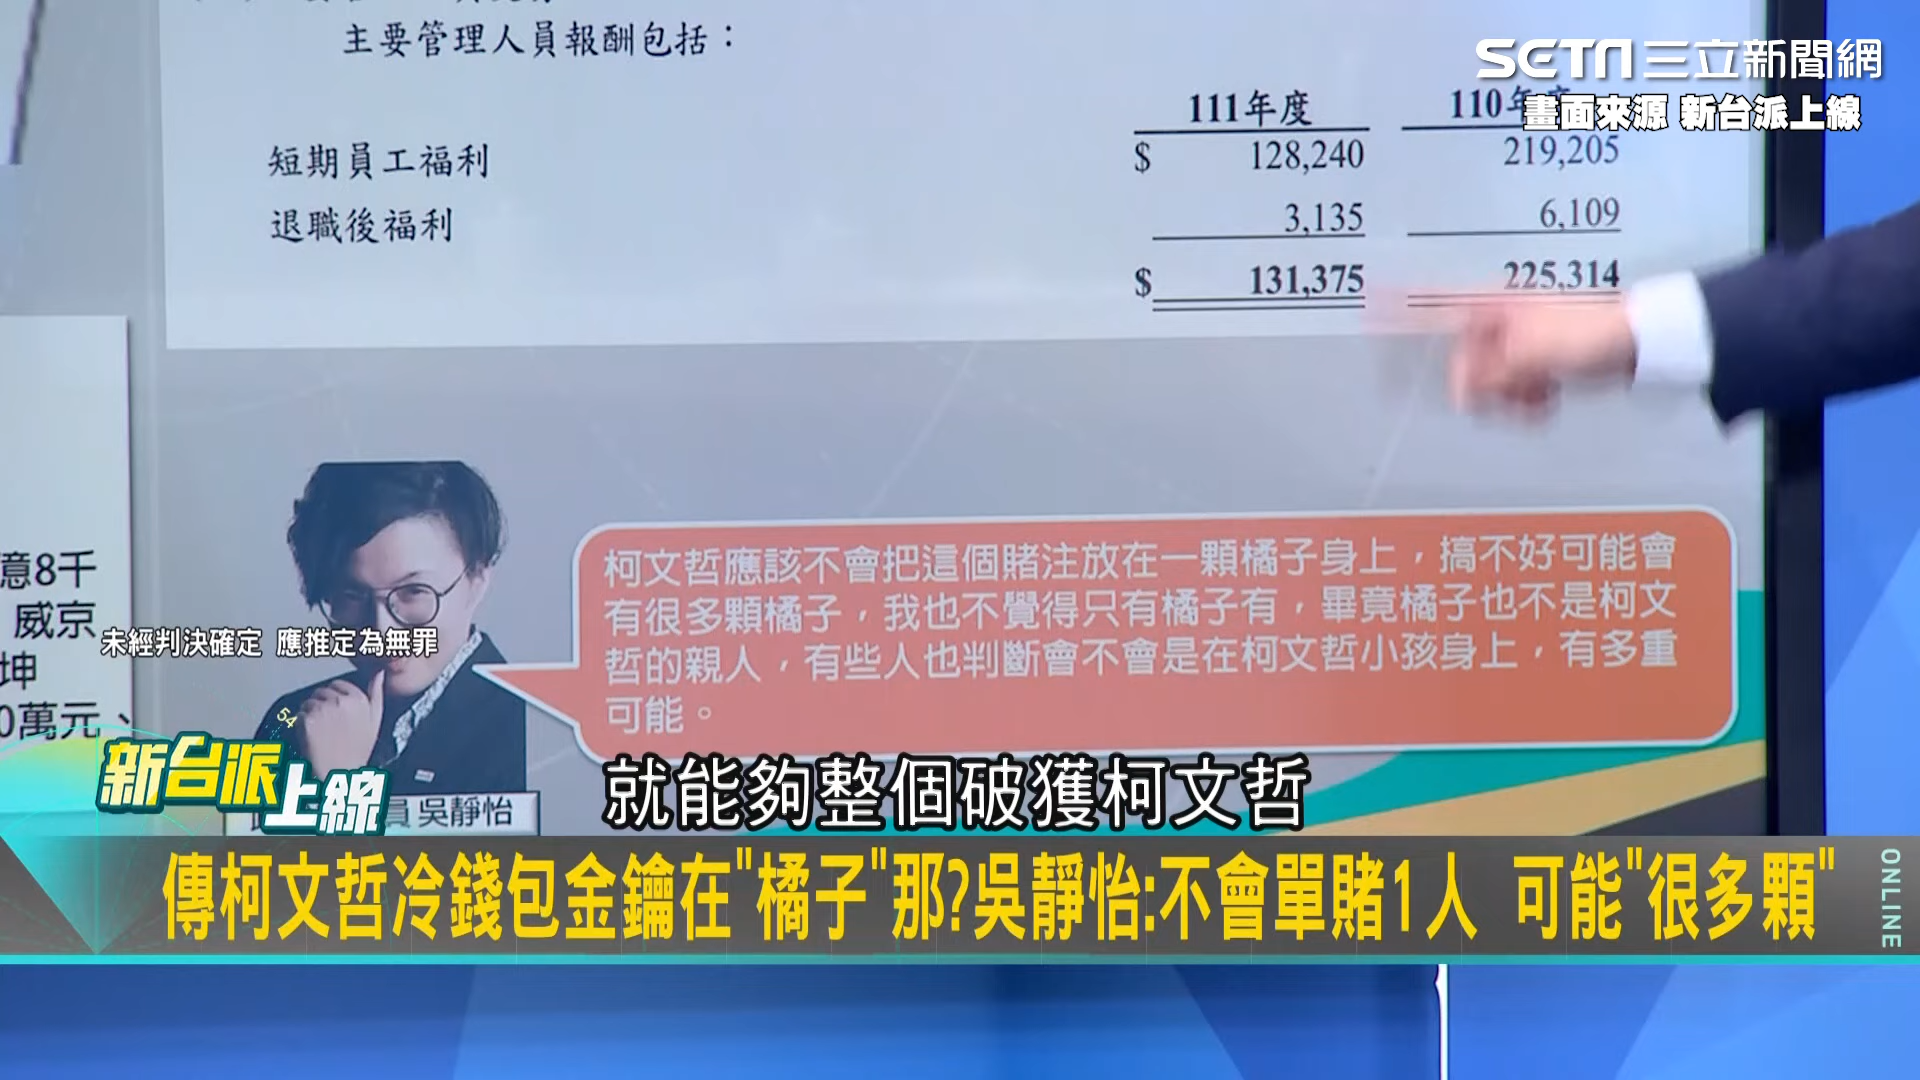 主要管理人員報酬包括：
SETN三立新聞網
畫面來源 新台派上線
111年度
110年度
短期員工福利
$ 128,240 219,205
退職後福利
3,135 6,109
$ 131,375 225,314
億8千
威京
坤
0萬元、
柯文哲應該不會把這個賭注放在一顆橘子身上，搞不好可能會
有很多顆橘子，我也不覺得只有橘子有，畢竟橘子也不是柯文
哲的親人，有些人也判斷會不會是在柯文哲小孩身上，有多重
可能。
未經判決確定 應推定為無罪
54
新台派上線
員 吳靜怡
就能夠整個破獲柯文哲
傳柯文哲冷錢包金鑰在"橘子"那?吳靜怡:不會單賭1人 可能"很多顆"
ONLINE